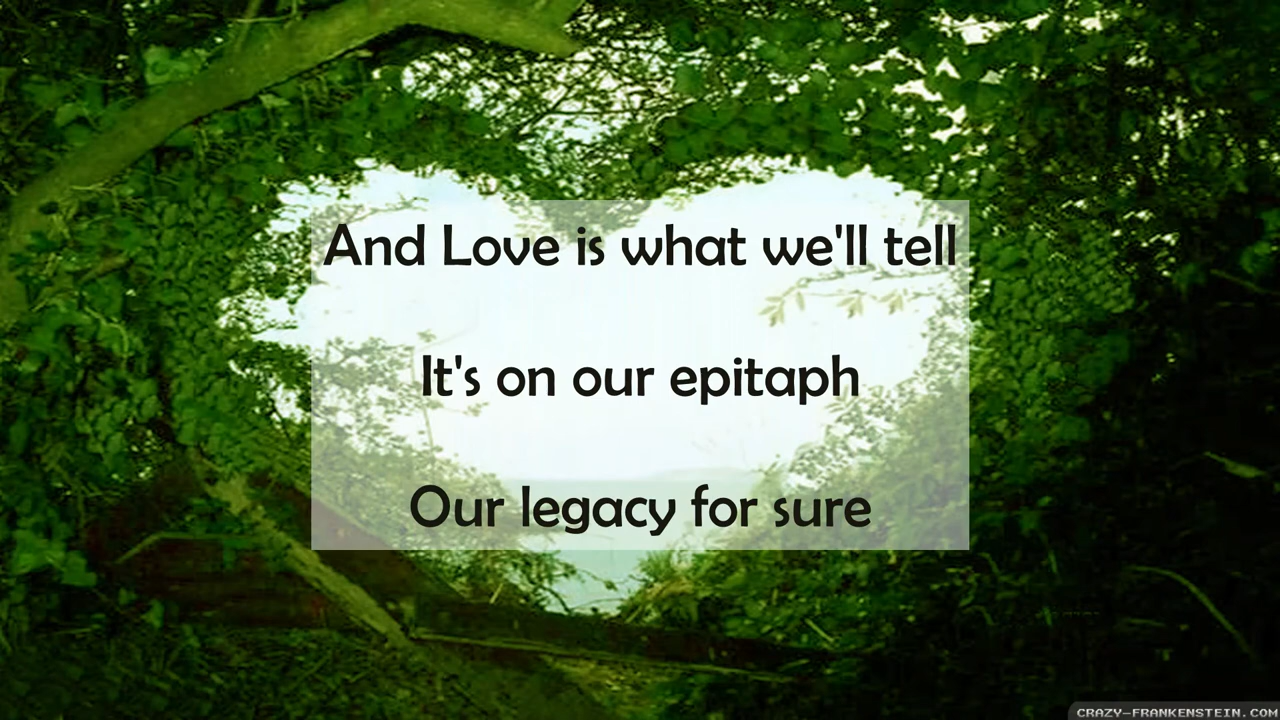 And Love is what we'll tell
It's on our epitaph
Our legacy for sure
CRAZY-FRANKENSTEIN.COM